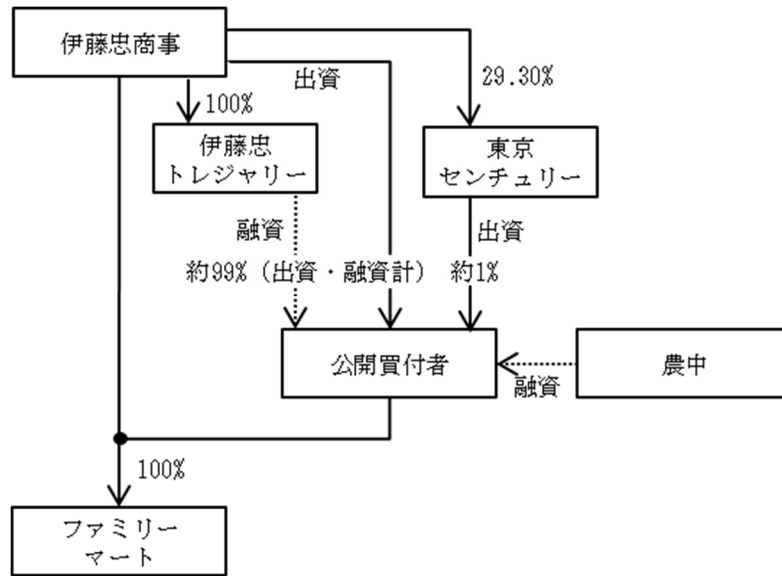 伊藤忠商事
出資
29.30%
100%
伊藤忠
トレジャリー
東京
センチュリー
融資
出資
約99%（出資・融資計）
約1%
公開買付者
融資
農中
100%
ファミリー
マート